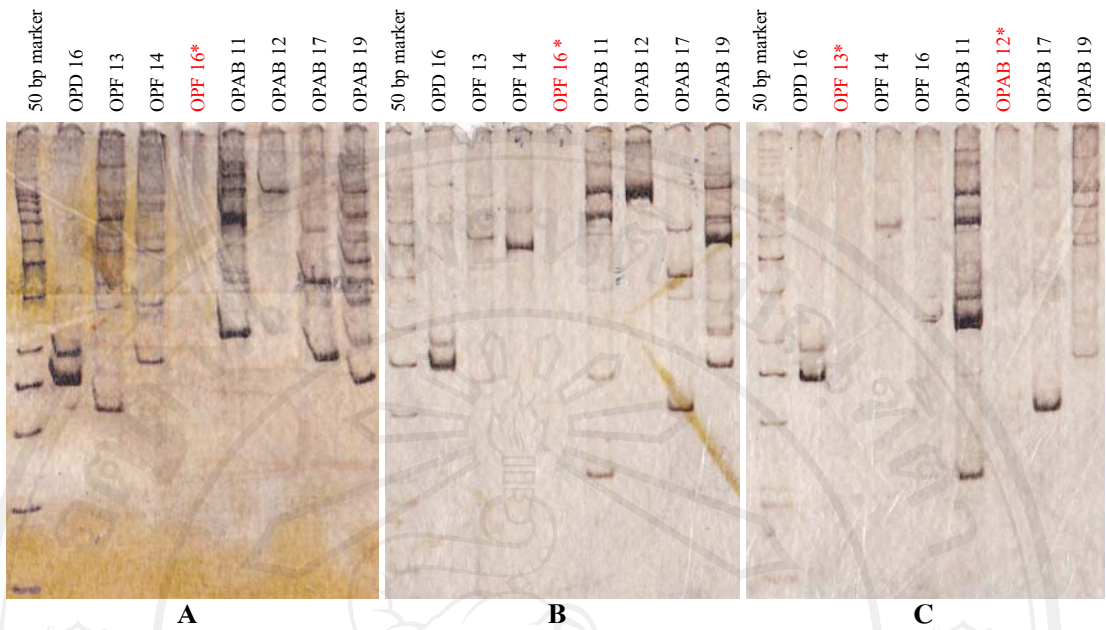 50 bp marker
OPD 16
OPF 13
OPF 14
OPF 16*
OPAB 11
OPAB 12
OPAB 17
OPAB 19
50 bp marker
OPD 16
OPF 13
OPF 14
OPF 16 *
OPAB 11
OPAB 12
OPAB 17
OPAB 19
50 bp marker
OPD 16
OPF 13*
OPF 14
OPF 16
OPAB 11
OPAB 12*
OPAB 17
OPAB 19
A
B
C